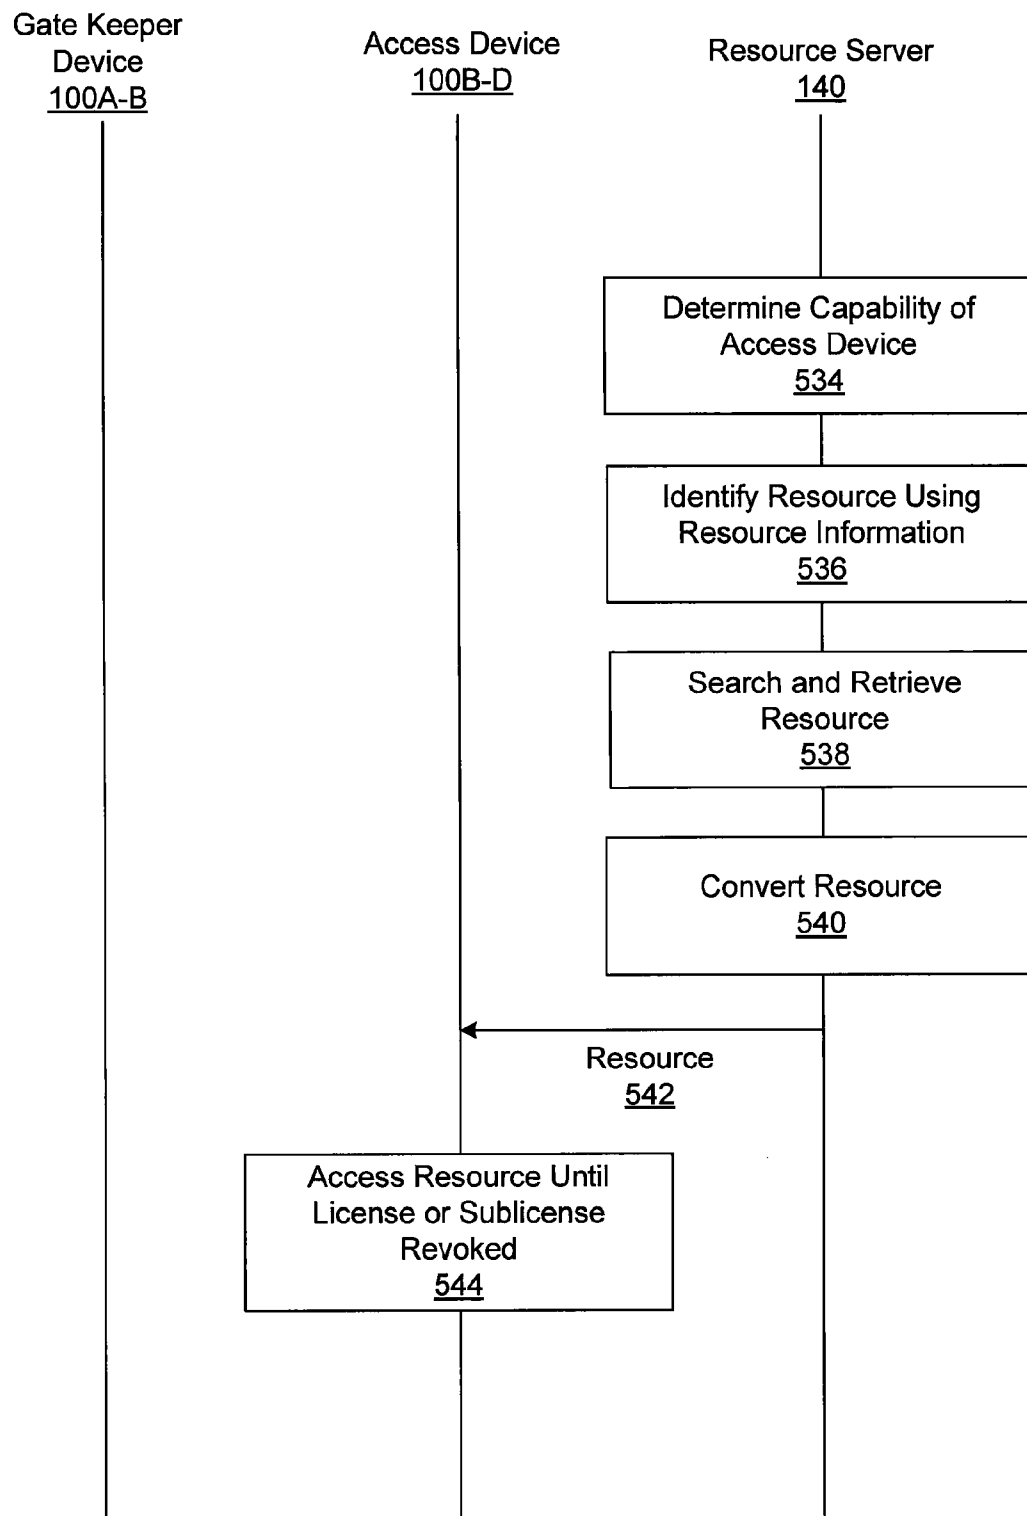 Gate Keeper
Device
100A-B
Access Device
100B-D
Resource Server
140
Determine Capability of
Access Device
534
Identify Resource Using
Resource Information
536
Search and Retrieve
Resource
538
Convert Resource
540
Resource
542
Access Resource Until
License or Sublicense
Revoked
544